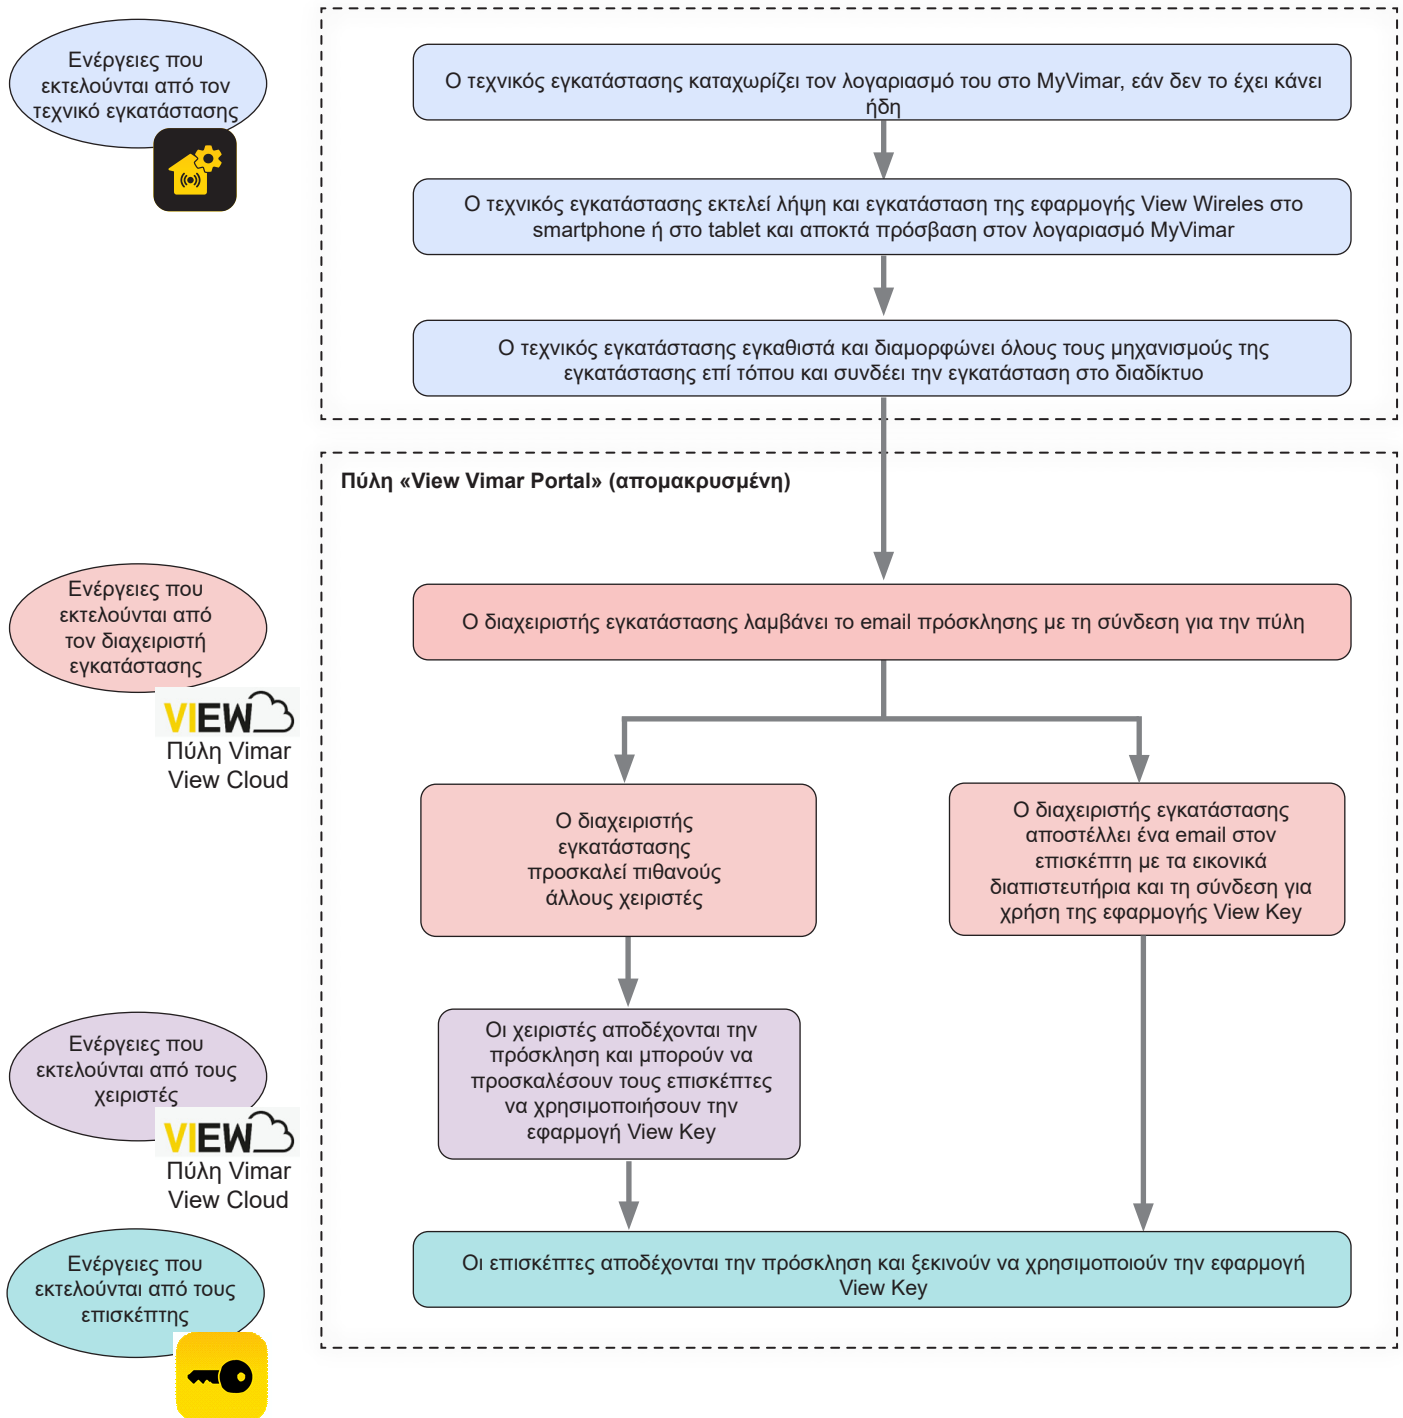 Ενέργειες που
εκτελούνται από τον
τεχνικό εγκατάστασης
Ο τεχνικός εγκατάστασης καταχωρίζει τον λογαριασμό του στο MyVimar, εάν δεν το έχει κάνει
ήδη
Ο τεχνικός εγκατάστασης εκτελεί λήψη και εγκατάσταση της εφαρμογής View Wireles στο
smartphone ή στο tablet και αποκτά πρόσβαση στον λογαριασμό MyVimar
Ο τεχνικός εγκατάστασης εγκαθιστά και διαμορφώνει όλους τους μηχανισμούς της
εγκατάστασης επί τόπου και συνδέει την εγκατάσταση στο διαδίκτυο
Πύλη «View Vimar Portal» (απομακρυσμένη)
Ενέργειες που
εκτελούνται από
τον διαχειριστή
εγκατάστασης
VIEW
Πύλη Vimar
View Cloud
Ο διαχειριστής εγκατάστασης λαμβάνει το email πρόσκλησης με τη σύνδεση για την πύλη
Ο διαχειριστής
εγκατάστασης
προσκαλεί πιθανούς
άλλους χειριστές
Ο διαχειριστής εγκατάστασης
αποστέλλει ένα email στον
επισκέπτη με τα εικονικά
διαπιστευτήρια και τη σύνδεση για
χρήση της εφαρμογής View Key
Ενέργειες που
εκτελούνται από τους
χειριστές
VIEW
Πύλη Vimar
View Cloud
Οι χειριστές αποδέχονται την
πρόσκληση και μπορούν να
προσκαλέσουν τους επισκέπτες
να χρησιμοποιήσουν την
εφαρμογή View Key
Ενέργειες που
εκτελούνται από τους
επισκέπτης
Οι επισκέπτες αποδέχονται την πρόσκληση και ξεκινούν να χρησιμοποιούν την εφαρμογή
View Key